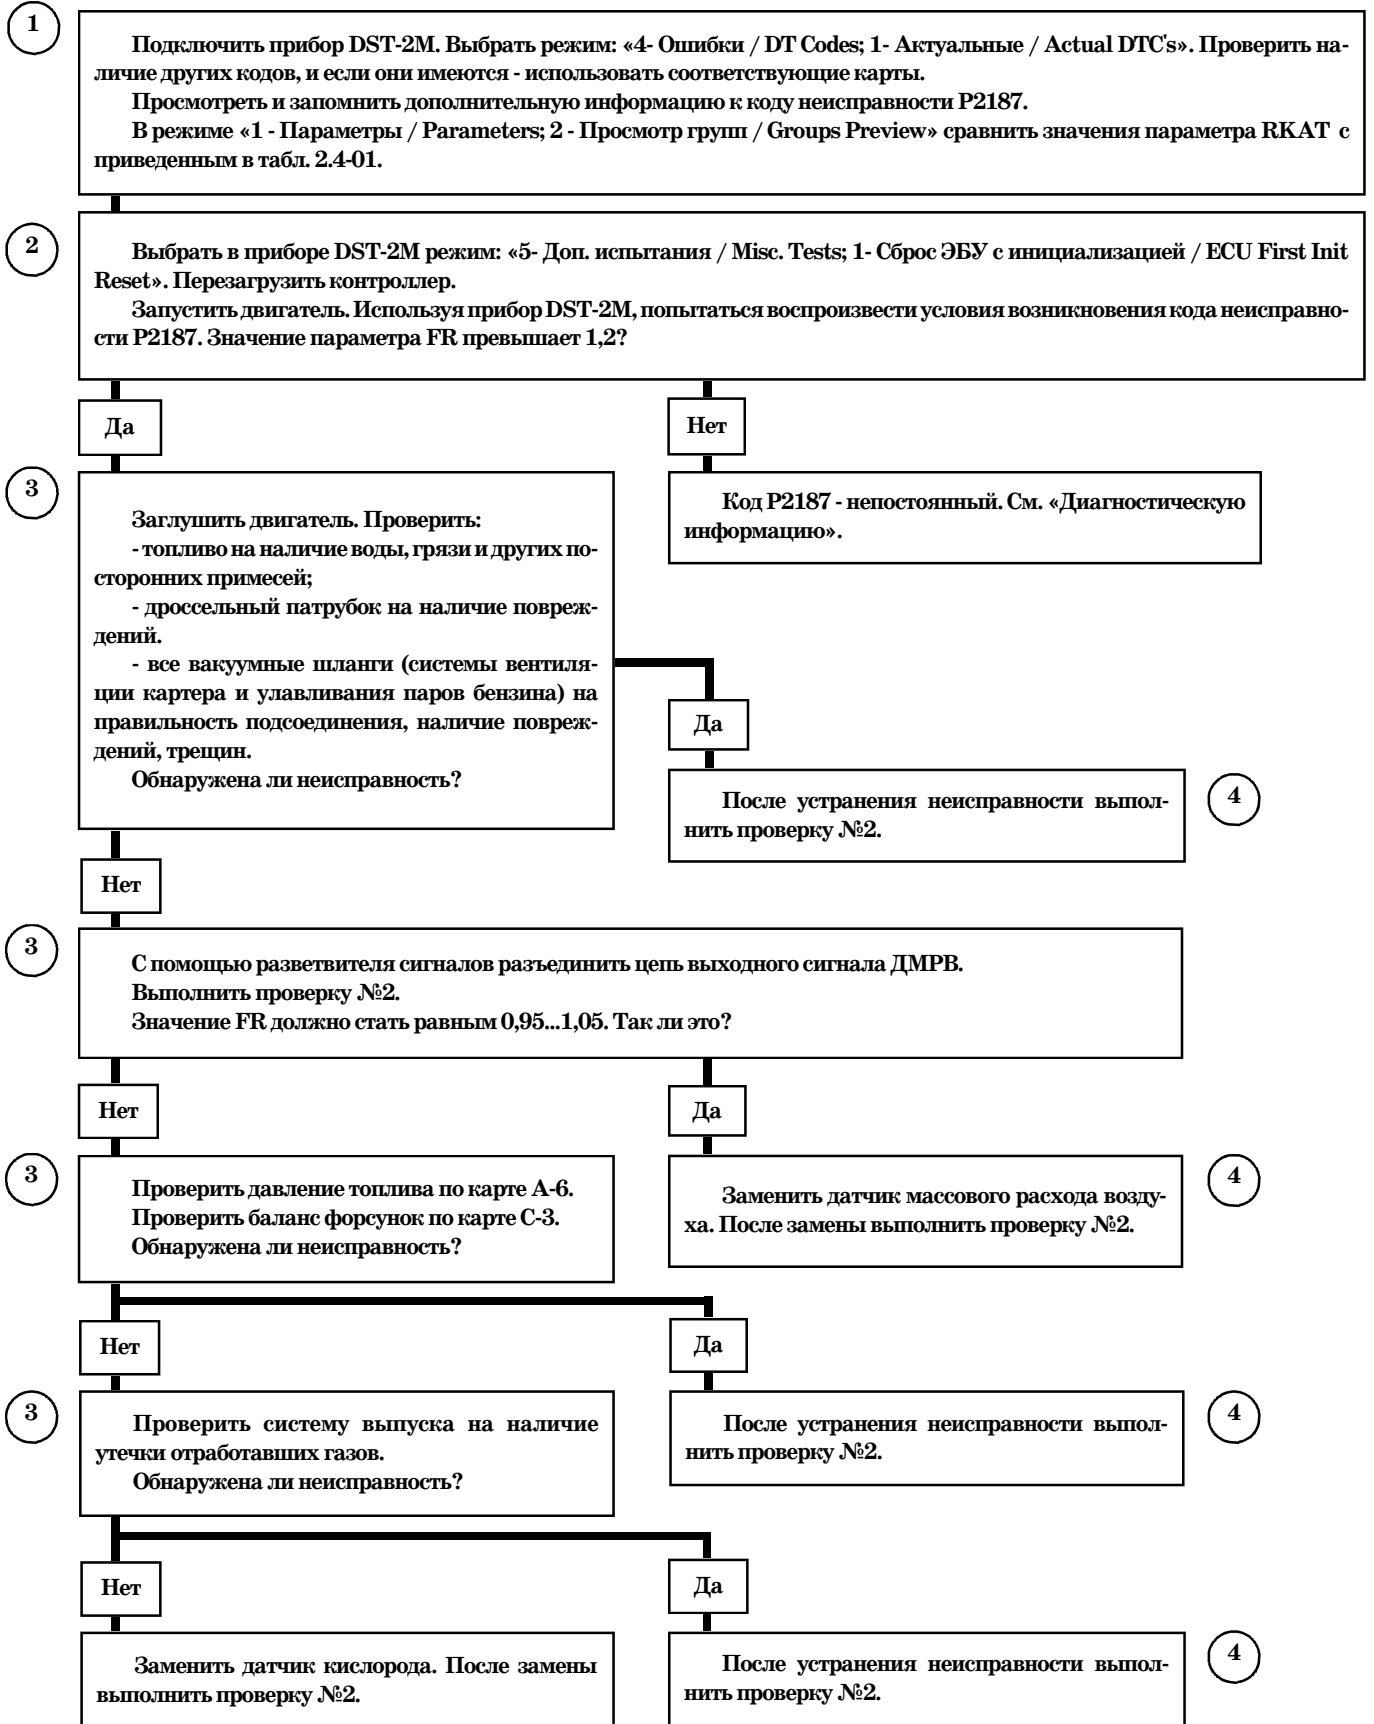 1
Подключить прибор DST-2M. Выбрать режим: «4- Ошибки / DT Codes; 1- Актуальные / Actual DTC's». Проверить на-
личие других кодов, и если они имеются - использовать соответствующие карты.
Просмотреть и запомнить дополнительную информацию к коду неисправности P2187.
В режиме «1 - Параметры / Parameters; 2 - Просмотр групп / Groups Preview» сравнить значения параметра RKAT с
приведенным в табл. 2.4-01.
2
Выбрать в приборе DST-2M режим: «5- Доп. испытания / Misc. Tests; 1- Сброс ЭБУ с инициализацией / ECU First Init
Reset». Перезагрузить контроллер.
Запустить двигатель. Используя прибор DST-2M, попытаться воспроизвести условия возникновения кода неисправно-
сти P2187. Значение параметра FR превышает 1,2?
Да
Нет
3
Заглушить двигатель. Проверить:
- топливо на наличие воды, грязи и других по-
сторонних примесей;
- дроссельный патрубок на наличие повреж-
дений.
- все вакуумные шланги (системы вентиля-
ции картера и улавливания паров бензина) на
правильность подсоединения, наличие повреж-
дений, трещин.
Обнаружена ли неисправность?
Код P2187 - непостоянный. См. «Диагностическую
информацию».
Да
После устранения неисправности выпол-
нить проверку №2.
4
Нет
3
С помощью разветвителя сигналов разъединить цепь выходного сигнала ДМРВ.
Выполнить проверку №2.
Значение FR должно стать равным 0,95...1,05. Так ли это?
Нет
Да
3
Проверить давление топлива по карте А-6.
Проверить баланс форсунок по карте С-3.
Обнаружена ли неисправность?
Заменить датчик массового расхода возду-
ха. После замены выполнить проверку №2.
4
Нет
Да
3
Проверить систему выпуска на наличие
утечки отработавших газов.
Обнаружена ли неисправность?
После устранения неисправности выпол-
нить проверку №2.
4
Нет
Да
Заменить датчик кислорода. После замены
выполнить проверку №2.
После устранения неисправности выпол-
нить проверку №2.
4